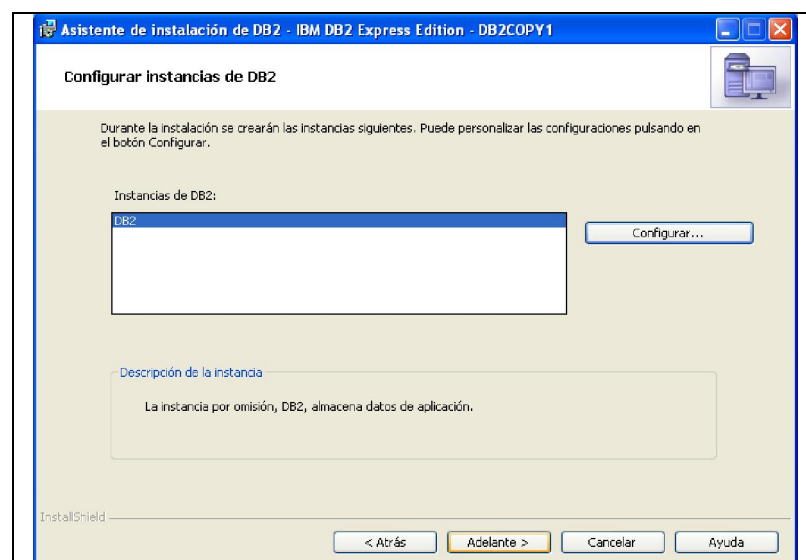 Asistente de instalación de DB2 - IBM DB2 Express Edition - DB2COPY1
Configurar instancias de DB2
Durante la instalación se crearán las instancias siguientes. Puede personalizar las configuraciones pulsando en
el botón Configurar.
Instancias de DB2:
DB2
Configurar...
Descripción de la instancia
La instancia por omisión, DB2, almacena datos de aplicación.
InstallShield
< Atrás
Adelante >
Cancelar
Ayuda